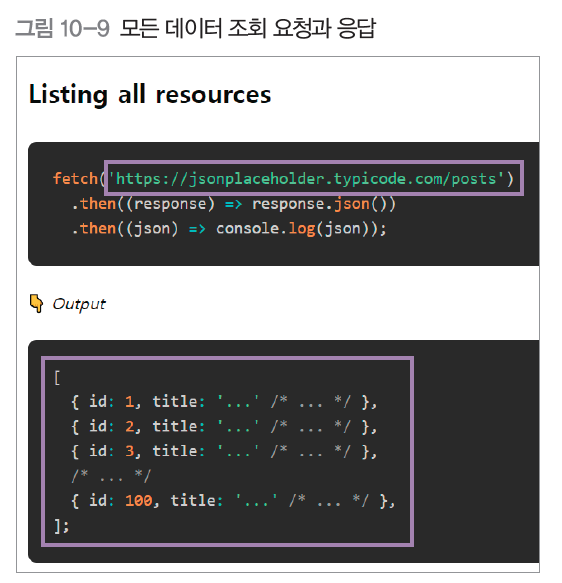 그림 10-9 모든 데이터 조회 요청과 응답
Listing all resources
fetch('https://jsonplaceholder.typicode.com/posts')
  .then((response) => response.json())
  .then((json) => console.log(json));
👇 Output
[
  { id: 1, title: '...' /* ... */ },
  { id: 2, title: '...' /* ... */ },
  { id: 3, title: '...' /* ... */ },
  /* ... */
  { id: 100, title: '...' /* ... */ },
];